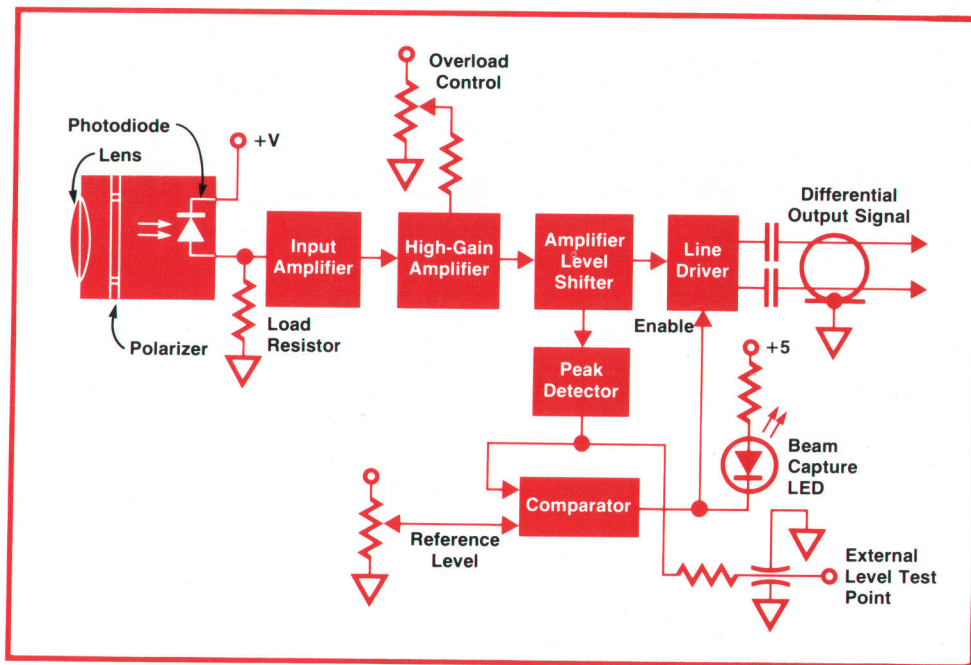 Overload
Control
Photodiode
+V
Lens
Polarizer
Load
Resistor
Input
Amplifier
High-Gain
Amplifier
Amplifier
Level
Shifter
Line
Driver
Differential
Output Signal
Enable
Peak
Detector
+5
Beam
Capture
LED
Comparator
Reference
Level
External
Level Test
Point